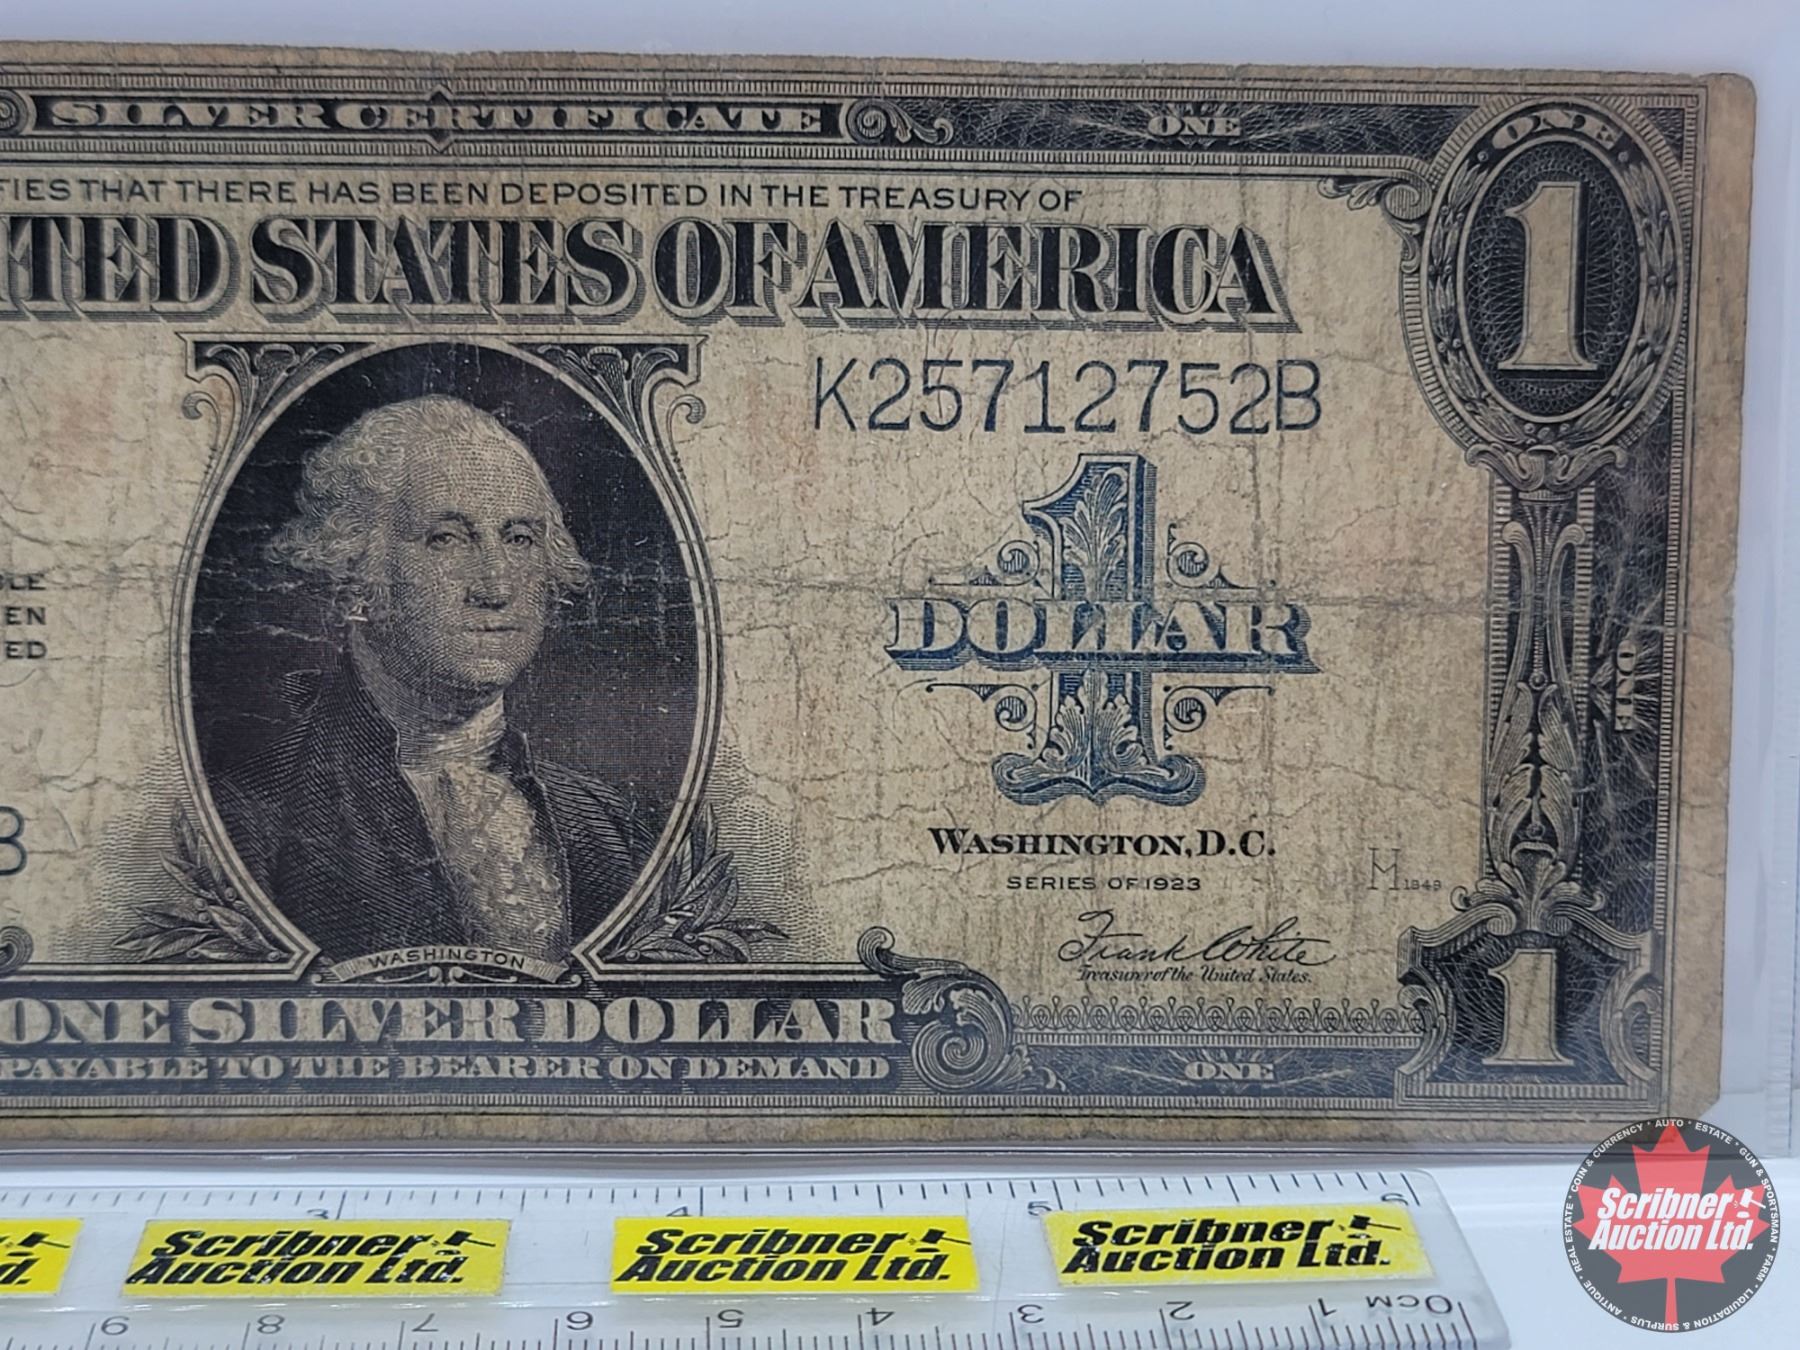 SILVER CERTIFICATE
ONE
ONE
1
FIES THAT THERE HAS BEEN DEPOSITED IN THE TREASURY OF
TED STATES OF AMERICA
K25712752B
1
DOLLAR
BLE
EN
ED
ONE
B
WASHINGTON, D.C.
SERIES OF 1923
H 1849
Frank White
Treasurer of the United States.
WASHINGTON
ONE SILVER DOLLAR
PAYABLE TO THE BEARER ON DEMAND
ONE
1
3 4 5 6
Scribner
Auction Ltd.
Scribner
Auction Ltd.
Scribner
Auction Ltd.
d.
9 8 7 6 5 4 3 2 1 0CM
COIN & CURRENCY * AUTO * ESTATE * GUN & SPORTSMAN * FARM * LIQUIDATION & SURPLUS * ANTIQUE * REAL ESTATE *
Scribner
Auction Ltd.